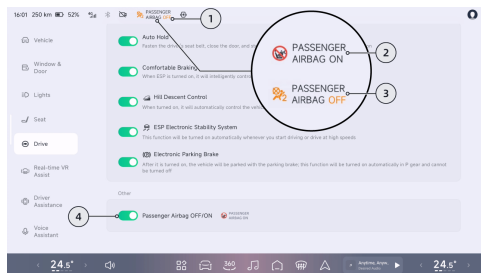 16:01 250 km 52% 4G
PASSENGER
AIRBAG OFF
1
Vehicle
Window &
Door
Lights
Seat
Drive
Real-time VR
Assist
Driver
Assistance
Voice
Assistant
Auto Hold
Fasten the driver's seat belt, close the door, and
Comfortable Braking
When ESP is turned on, it will intelligently control
Hill Descent Control
When turned on, it will automatically control the
ESP Electronic Stability System
This function will be turned on automatically whenever you start driving or drive at high speeds
Electronic Parking Brake
After it is turned on, the vehicle will be parked with the parking brake; this function will be turned on automatically in P gear and cannot
be turned off
PASSENGER
AIRBAG ON
2
PASSENGER
AIRBAG OFF
3
Other
4
Passenger Airbag OFF/ON
PASSENGER
AIRBAG ON
24.5°
360
Anytime, Anyw...
24.5°